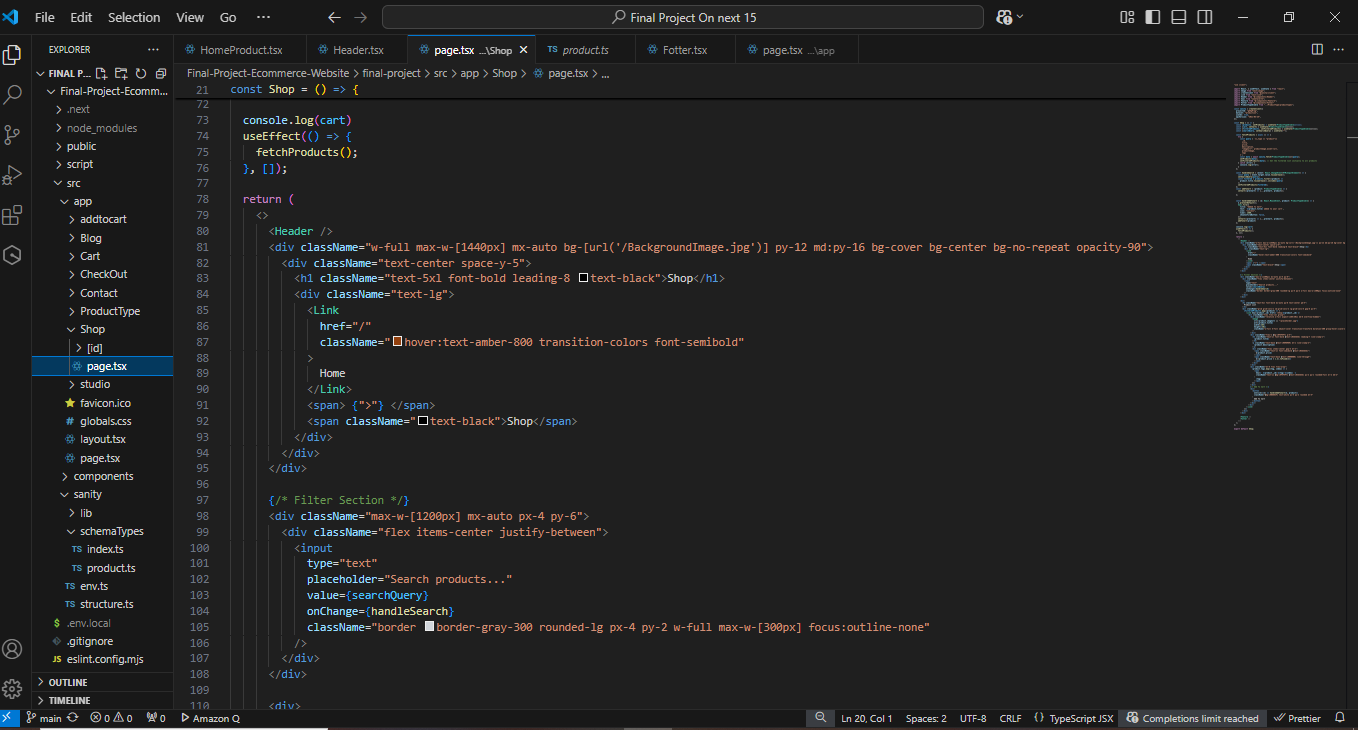 File Edit Selection View Go ···
Final Project On next 15
EXPLORER ···
HomeProduct.tsx
Header.tsx
page.tsx ...\Shop
TS product.ts
Fotter.tsx
page.tsx ...\app
FINAL P...
Final-Project-Ecomm...
.next
node_modules
public
script
src
app
addtocart
Blog
Cart
CheckOut
Contact
ProductType
Shop
[id]
page.tsx
studio
favicon.ico
# globals.css
layout.tsx
page.tsx
components
sanity
lib
schemaTypes
TS index.ts
TS product.ts
TS env.ts
TS structure.ts
$ .env.local
.gitignore
JS eslint.config.mjs
OUTLINE
TIMELINE
Final-Project-Ecommerce-Website > final-project > src > app > Shop > page.tsx > ...
21 const Shop = () => {
72
73 console.log(cart)
74 useEffect(() => {
75 fetchProducts();
76 }, []);
77
78 return (
79 <>
80 <Header />
81 <div className="w-full max-w-[1440px] mx-auto bg-[url('/BackgroundImage.jpg')] py-12 md:py-16 bg-cover bg-center bg-no-repeat opacity-90">
82 <div className="text-center space-y-5">
83 <h1 className="text-5xl font-bold leading-8 text-black">Shop</h1>
84 <div className="text-lg">
85 <Link
86 href="/"
87 className="hover:text-amber-800 transition-colors font-semibold"
88 >
89 Home
90 </Link>
91 <span> {">"} </span>
92 <span className="text-black">Shop</span>
93 </div>
94 </div>
95 </div>
96
97 {/* Filter Section */}
98 <div className="max-w-[1200px] mx-auto px-4 py-6">
99 <div className="flex items-center justify-between">
100 <input
101 type="text"
102 placeholder="Search products..."
103 value={searchQuery}
104 onChange={handleSearch}
105 className="border border-gray-300 rounded-lg px-4 py-2 w-full max-w-[300px] focus:outline-none"
106 />
107 </div>
108 </div>
109
110 <div>
main 0 0 0 Amazon Q
Ln 20, Col 1 Spaces: 2 UTF-8 CRLF {} TypeScript JSX Completions limit reached Prettier